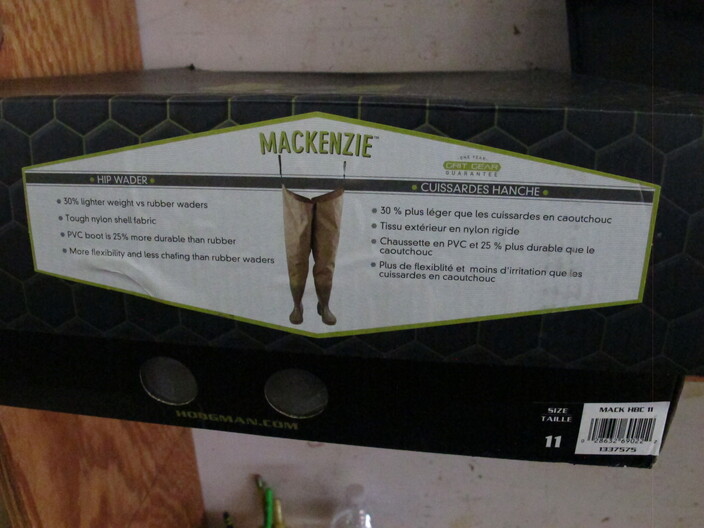 MACKENZIE™
ONE YEAR
GRIT GEAR
GUARANTEE
HIP WADER
30% lighter weight vs rubber waders
Tough nylon shell fabric
PVC boot is 25% more durable than rubber
More flexibility and less chafing than rubber waders
CUISSARDES HANCHE
30 % plus léger que les cuissardes en caoutchouc
Tissu extérieur en nylon rigide
Chaussette en PVC et 25 % plus durable que le
caoutchouc
Plus de flexiblité et moins d'irritation que les
cuissardes en caoutchouc
HODGMAN.COM
SIZE
TAILLE
11
MACK HBC 11
0 28632 69022
1337575